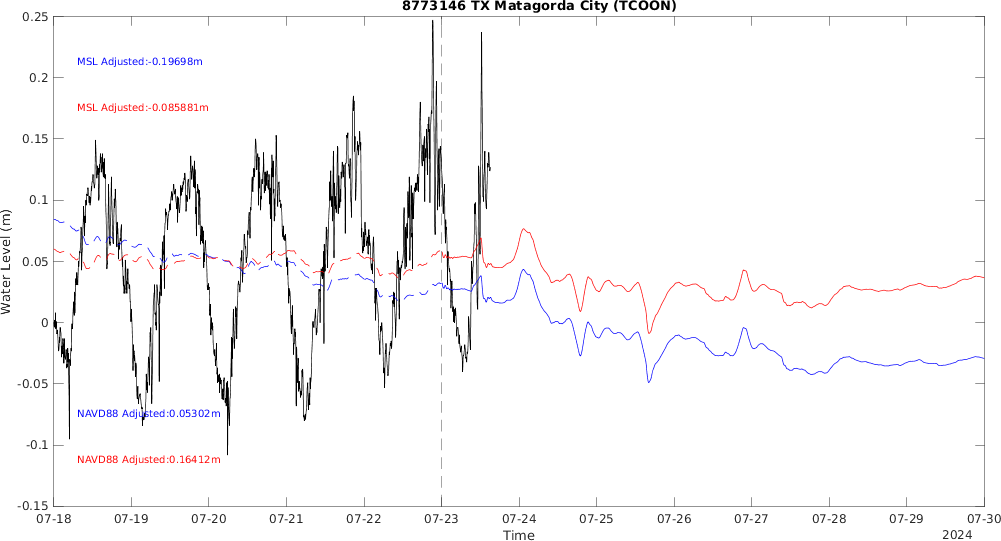 8773146 TX Matagorda City (TCOON)
0.25
0.2
0.15
0.1
0.05
0
-0.05
-0.1
-0.15
Water Level (m)
MSL Adjusted:-0.19698m
MSL Adjusted:-0.085881m
NAVD88 Adjusted:0.05302m
NAVD88 Adjusted:0.16412m
07-18 07-19 07-20 07-21 07-22 07-23 07-24 07-25 07-26 07-27 07-28 07-29 07-30
Time
2024